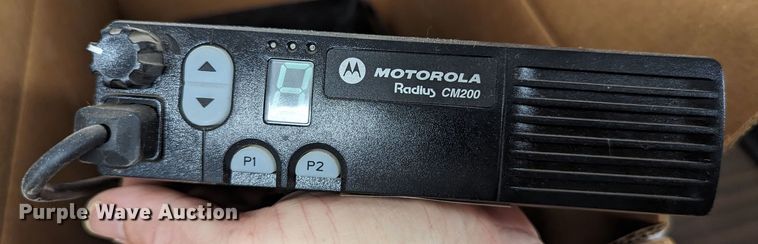 MOTOROLA
Radius CM200
P1 P2
Purple Wave Auction